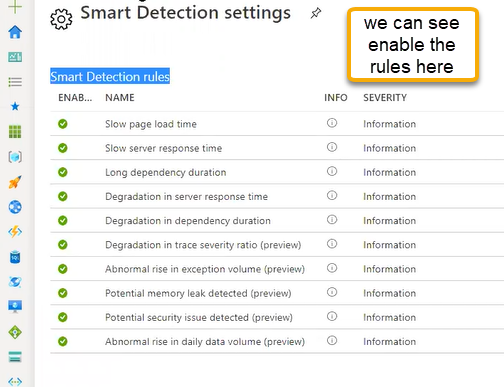 Smart Detection settings
we can see
enable the
rules here
Smart Detection rules
ENAB... NAME INFO SEVERITY
Slow page load time Information
Slow server response time Information
Long dependency duration Information
Degradation in server response time Information
Degradation in dependency duration Information
Degradation in trace severity ratio (preview) Information
Abnormal rise in exception volume (preview) Information
Potential memory leak detected (preview) Information
Potential security issue detected (preview) Information
Abnormal rise in daily data volume (preview) Information